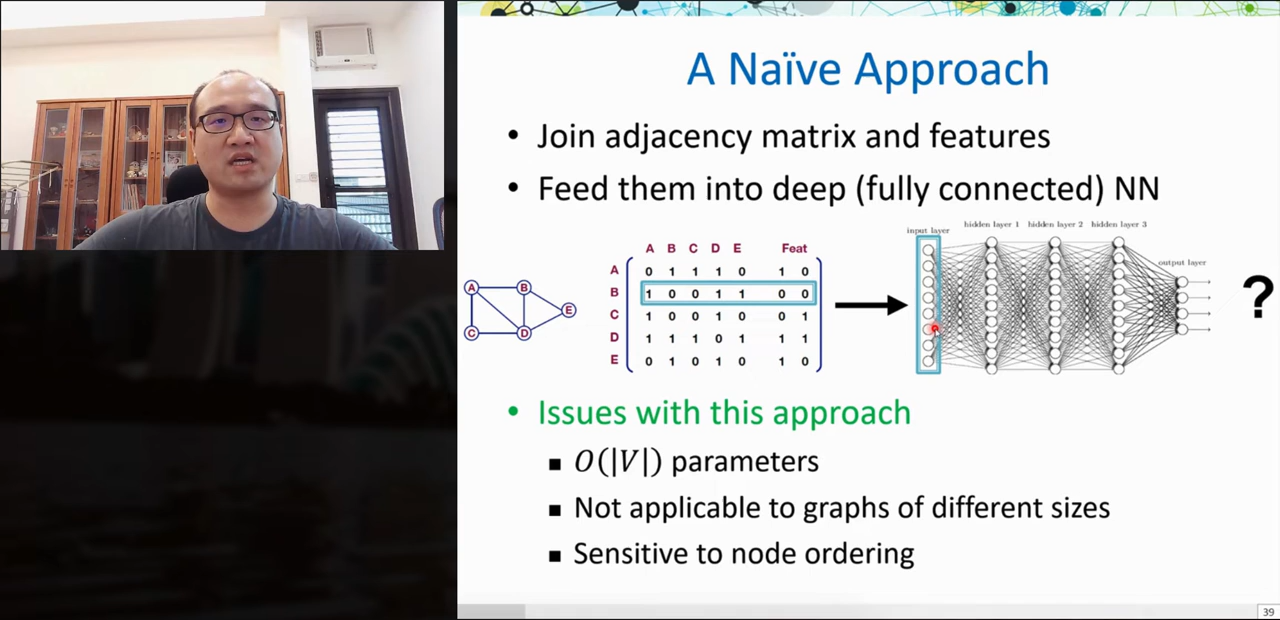 A Naïve Approach
• Join adjacency matrix and features
• Feed them into deep (fully connected) NN
input layer
hidden layer 1 hidden layer 2 hidden layer 3
output layer
A B C D E Feat
A 0 1 1 1 0 1 0
B 1 0 0 1 1 0 0
C 1 0 0 1 0 0 1
D 1 1 1 0 1 1 1
E 0 1 0 1 0 1 0
A B
E
C D
?
• Issues with this approach
▪ O(|V|) parameters
▪ Not applicable to graphs of different sizes
▪ Sensitive to node ordering
39